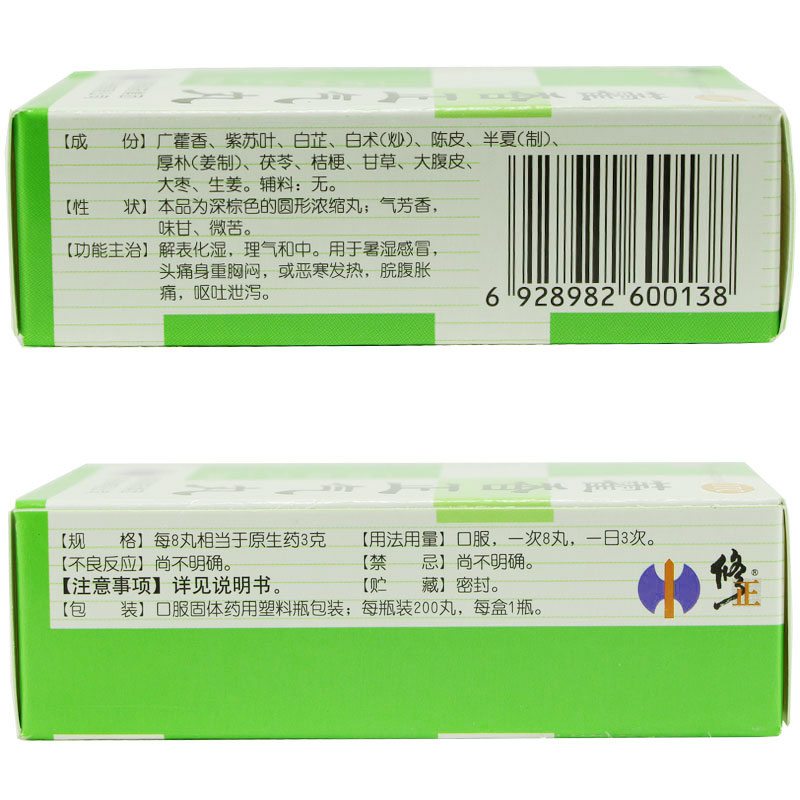 【成　份】广藿香、紫苏叶、白芷、白术(炒)、陈皮、半夏(制)、
厚朴(姜制)、茯苓、桔梗、甘草、大腹皮、
大枣、生姜。辅料：无。
【性　状】本品为深棕色的圆形浓缩丸；气芳香，
味甘、微苦。
【功能主治】解表化湿，理气和中。用于暑湿感冒，
头痛身重胸闷，或恶寒发热，脘腹胀
痛，呕吐泄泻。
6 928982 600138
【规　格】每8丸相当于原生药3克
【用法用量】口服，一次8丸，一日3次。
【不良反应】尚不明确。
【禁　忌】尚不明确。
【注意事项】详见说明书。
【贮　藏】密封。
【包　装】口服固体药用塑料瓶包装；每瓶装200丸，每盒1瓶。
修正®